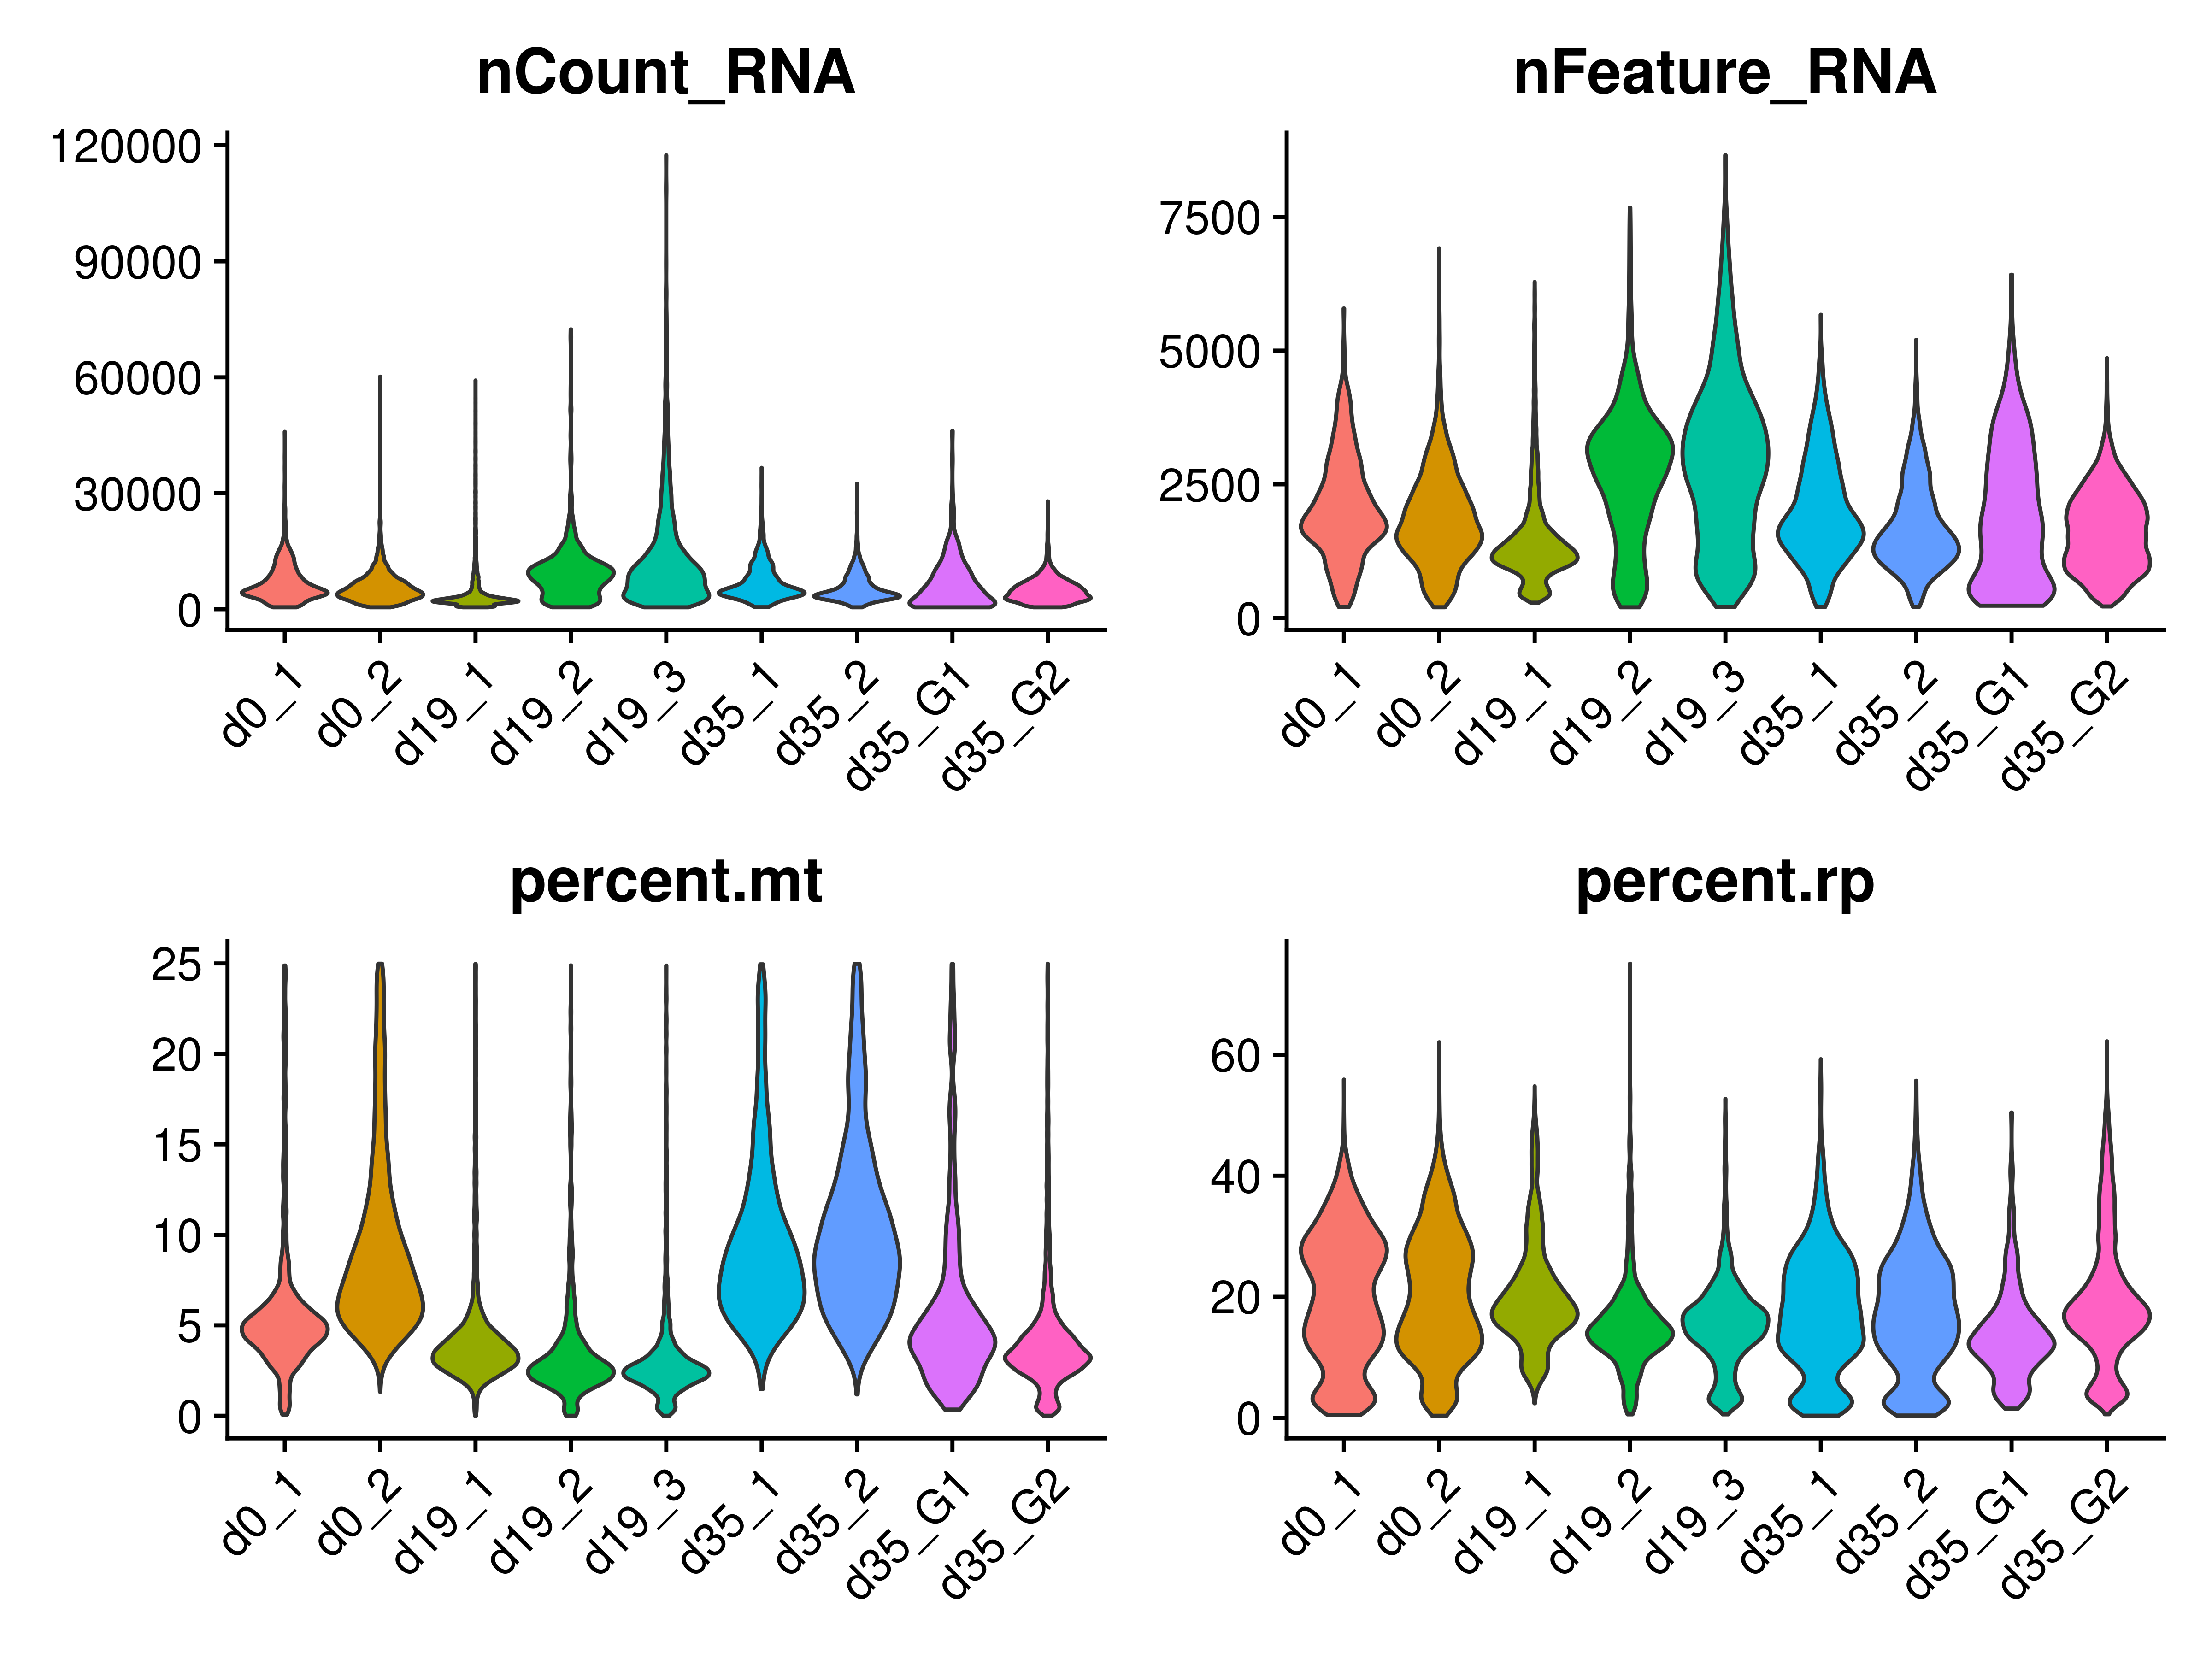 nCount_RNA
120000
90000
60000
30000
0
d0_1
d0_2
d19_1
d19_2
d19_3
d35_1
d35_2
d35_G1
d35_G2
nFeature_RNA
7500
5000
2500
0
d0_1
d0_2
d19_1
d19_2
d19_3
d35_1
d35_2
d35_G1
d35_G2
percent.mt
25
20
15
10
5
0
d0_1
d0_2
d19_1
d19_2
d19_3
d35_1
d35_2
d35_G1
d35_G2
percent.rp
60
40
20
0
d0_1
d0_2
d19_1
d19_2
d19_3
d35_1
d35_2
d35_G1
d35_G2